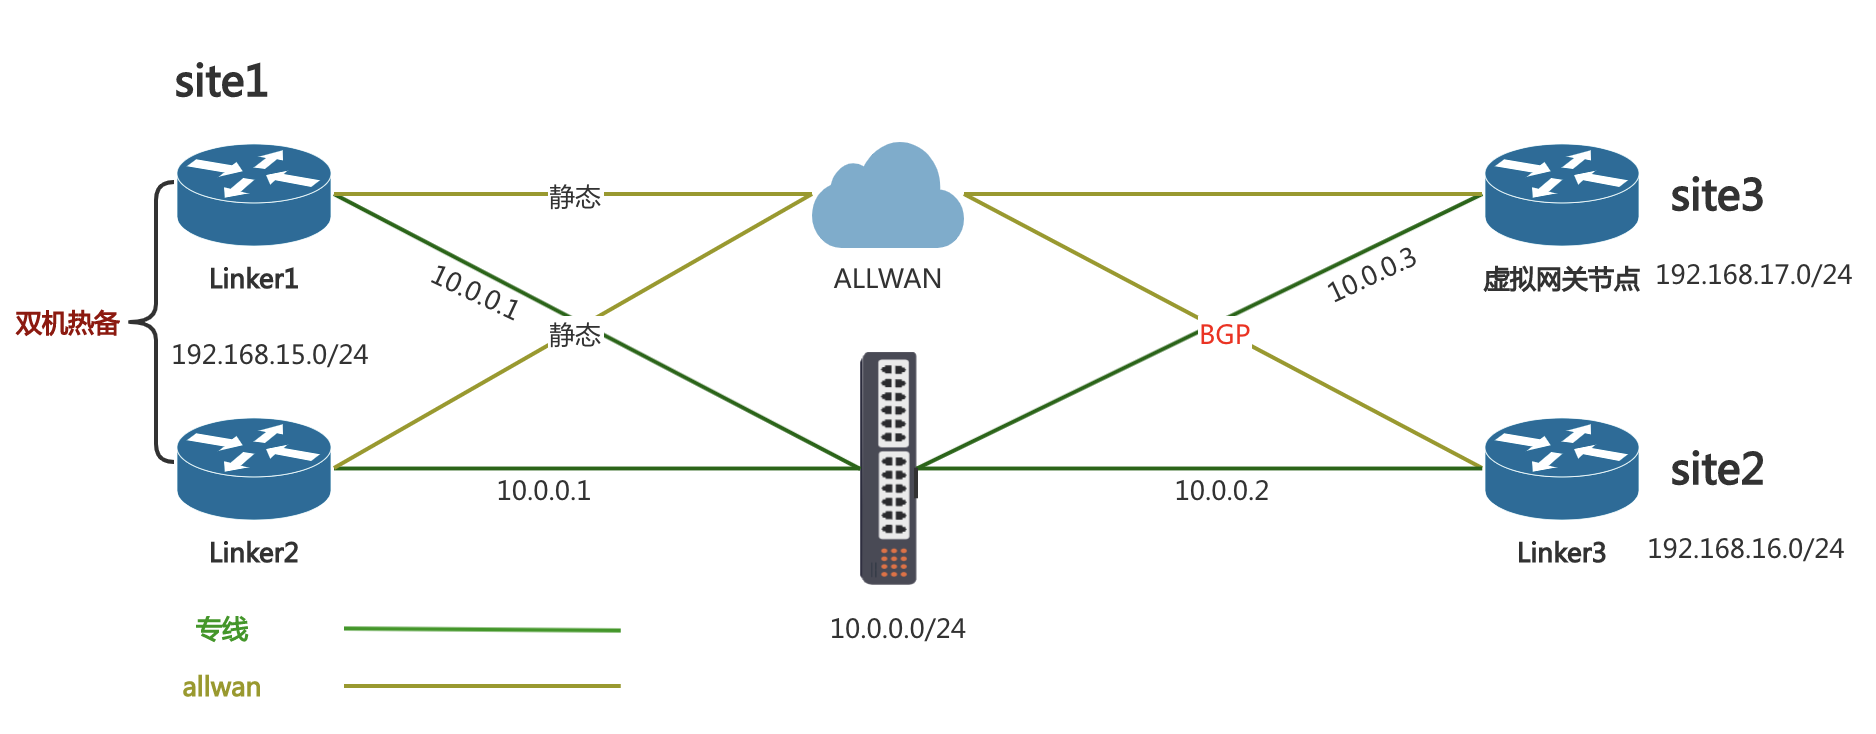 site1
静态
Linker1
ALLWAN
site3
虚拟网关节点
192.168.17.0/24
10.0.0.1
10.0.0.3
双机热备
静态
BGP
192.168.15.0/24
10.0.0.1
10.0.0.2
site2
Linker2
Linker3
192.168.16.0/24
专线
10.0.0.0/24
allwan